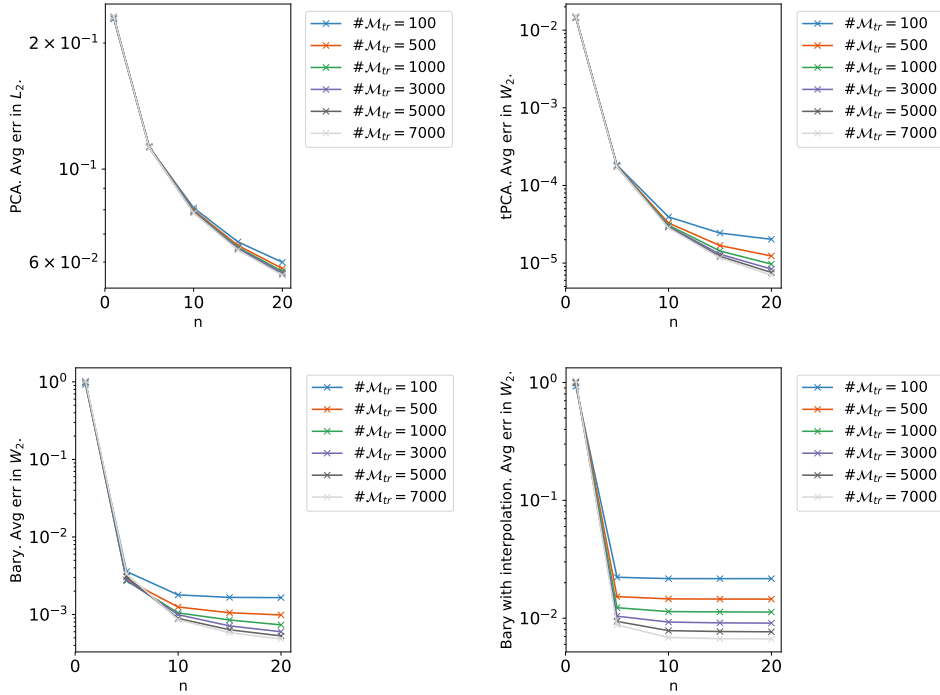 PCA. Avg err in L₂.
2 × 10⁻¹
10⁻¹
6 × 10⁻²
0
10
20
n
#ℳₜᵣ = 100
#ℳₜᵣ = 500
#ℳₜᵣ = 1000
#ℳₜᵣ = 3000
#ℳₜᵣ = 5000
#ℳₜᵣ = 7000
tPCA. Avg err in W₂.
10⁻²
10⁻³
10⁻⁴
10⁻⁵
0
10
20
n
#ℳₜᵣ = 100
#ℳₜᵣ = 500
#ℳₜᵣ = 1000
#ℳₜᵣ = 3000
#ℳₜᵣ = 5000
#ℳₜᵣ = 7000
Bary. Avg err in W₂.
10⁰
10⁻¹
10⁻²
10⁻³
0
10
20
n
#ℳₜᵣ = 100
#ℳₜᵣ = 500
#ℳₜᵣ = 1000
#ℳₜᵣ = 3000
#ℳₜᵣ = 5000
#ℳₜᵣ = 7000
Bary with interpolation. Avg err in W₂.
10⁰
10⁻¹
10⁻²
0
10
20
n
#ℳₜᵣ = 100
#ℳₜᵣ = 500
#ℳₜᵣ = 1000
#ℳₜᵣ = 3000
#ℳₜᵣ = 5000
#ℳₜᵣ = 7000